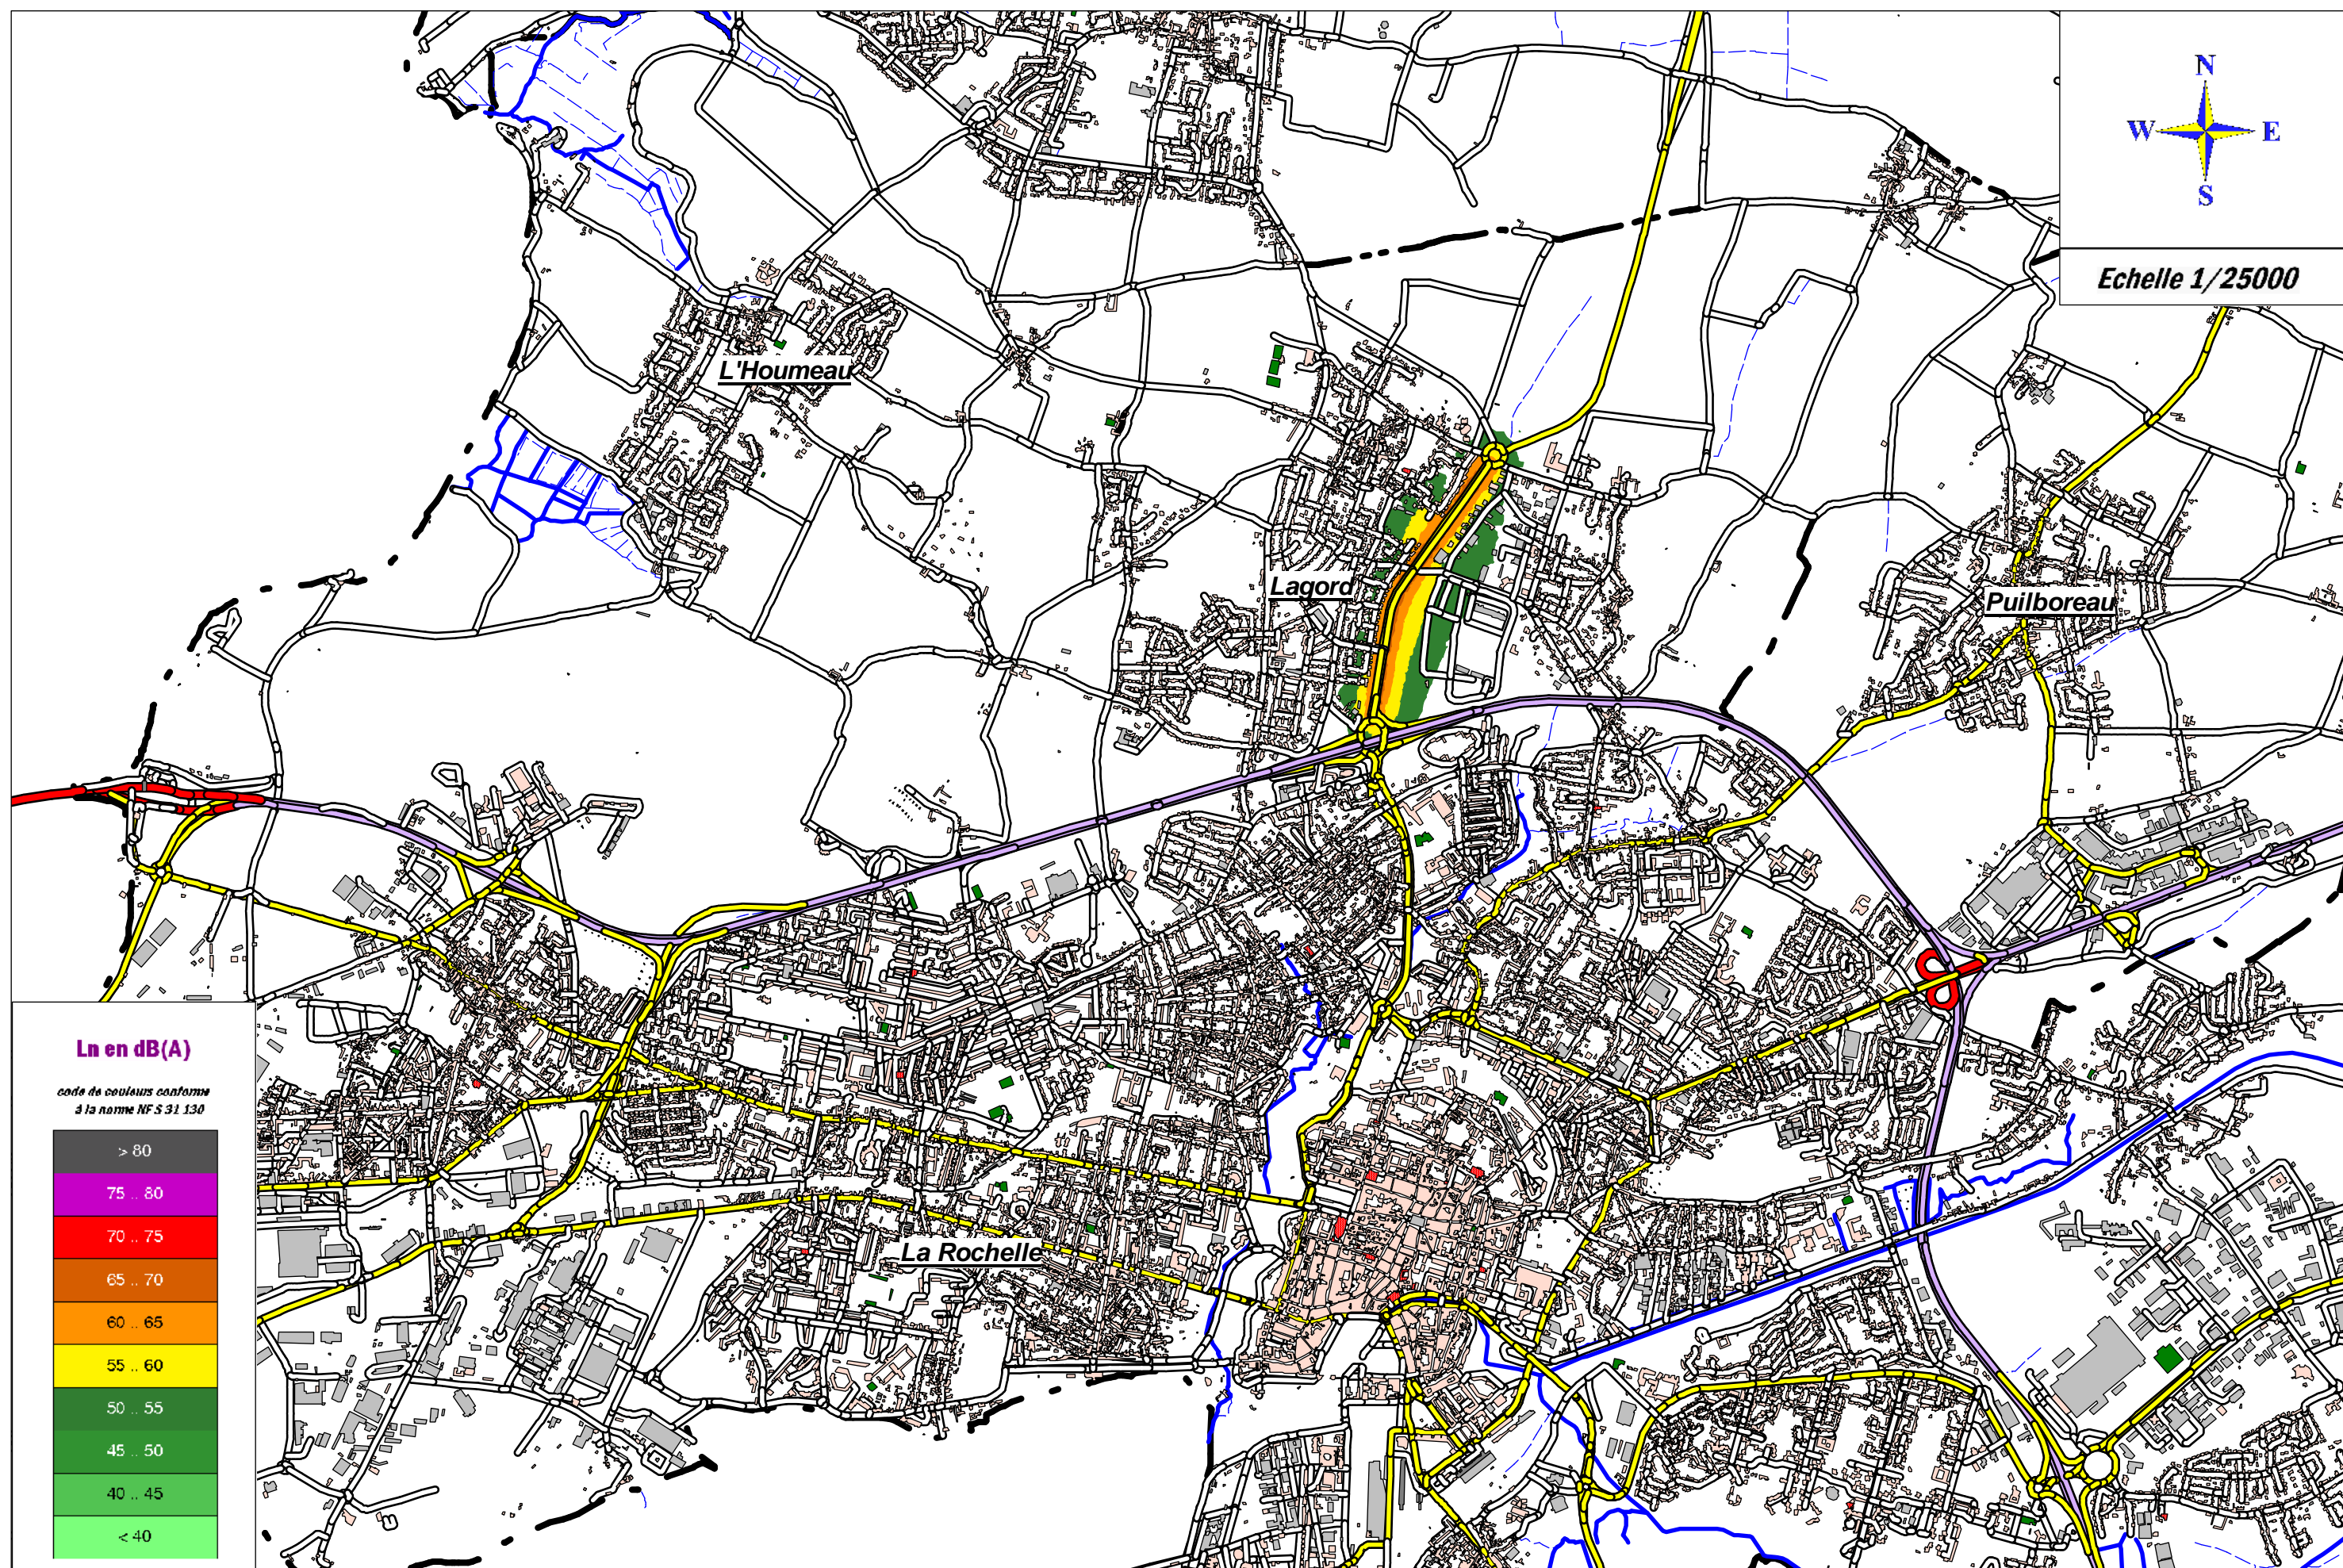 N
W E
S
Echelle 1/25000
L'Houmeau
Lagord
Puilboreau
La Rochelle
Ln en dB(A)
code de couleurs conforme
à la norme NF S 31 130
> 80
75 .. 80
70 .. 75
65 .. 70
60 .. 65
55 .. 60
50 .. 55
45 .. 50
40 .. 45
< 40